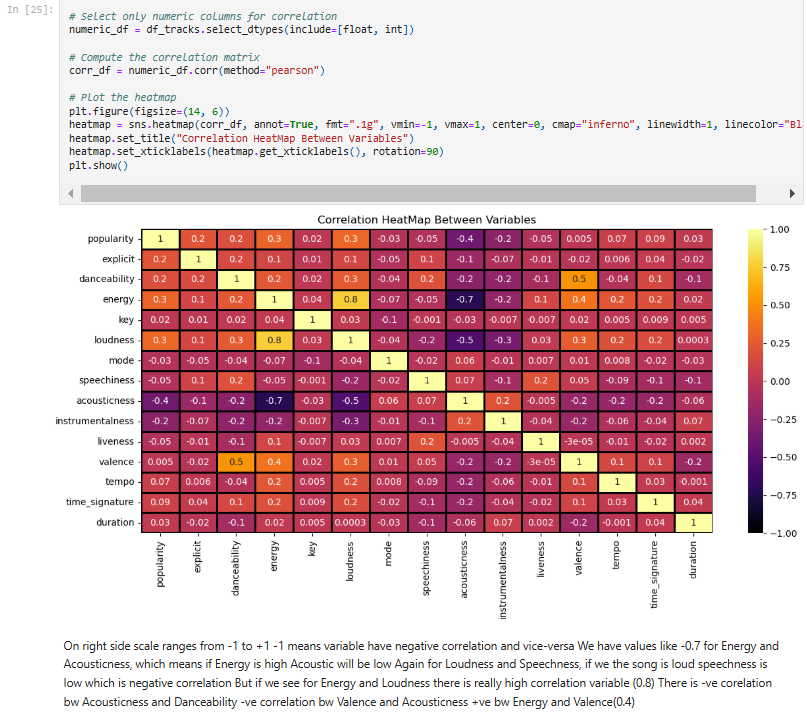 In [25]:
# Select only numeric columns for correlation
numeric_df = df_tracks.select_dtypes(include=[float, int])
# Compute the correlation matrix
corr_df = numeric_df.corr(method="pearson")
# Plot the heatmap
plt.figure(figsize=(14, 6))
heatmap = sns.heatmap(corr_df, annot=True, fmt=".1g", vmin=-1, vmax=1, center=0, cmap="inferno", linewidth=1, linecolor="Bl
heatmap.set_title("Correlation HeatMap Between Variables")
heatmap.set_xticklabels(heatmap.get_xticklabels(), rotation=90)
plt.show()
Correlation HeatMap Between Variables
popularity 1 0.2 0.2 0.3 0.02 0.3 -0.03 -0.05 -0.4 -0.2 -0.05 0.005 0.07 0.09 0.03
explicit 0.2 1 0.2 0.1 0.01 0.1 -0.05 0.1 -0.1 -0.07 -0.01 -0.02 0.006 0.04 -0.02
danceability 0.2 0.2 1 0.2 0.02 0.3 -0.04 0.2 -0.2 -0.2 -0.1 0.5 -0.04 0.1 -0.1
energy 0.3 0.1 0.2 1 0.04 0.8 -0.07 -0.05 -0.7 -0.2 0.1 0.4 0.2 0.2 0.02
key 0.02 0.01 0.02 0.04 1 0.03 -0.1 -0.001 -0.03 -0.007 -0.007 0.02 0.005 0.009 0.005
loudness 0.3 0.1 0.3 0.8 0.03 1 -0.04 -0.2 -0.5 -0.3 0.03 0.3 0.2 0.2 0.0003
mode -0.03 -0.05 -0.04 -0.07 -0.1 -0.04 1 -0.02 0.06 -0.01 0.007 0.01 0.008 -0.02 -0.03
speechiness -0.05 0.1 0.2 -0.05 -0.001 -0.2 -0.02 1 0.07 -0.1 0.2 0.05 -0.09 -0.1 -0.1
acousticness -0.4 -0.1 -0.2 -0.7 -0.03 -0.5 0.06 0.07 1 0.2 -0.005 -0.2 -0.2 -0.2 -0.06
instrumentalness -0.2 -0.07 -0.2 -0.2 -0.007 -0.3 -0.01 -0.1 0.2 1 -0.04 -0.2 -0.06 -0.04 0.07
liveness -0.05 -0.01 -0.1 0.1 -0.007 0.03 0.007 0.2 -0.005 -0.04 1 -3e-05 -0.01 -0.02 0.002
valence 0.005 -0.02 0.5 0.4 0.02 0.3 0.01 0.05 -0.2 -0.2 -3e-05 1 0.1 0.1 -0.2
tempo 0.07 0.006 -0.04 0.2 0.005 0.2 0.008 -0.09 -0.2 -0.06 -0.01 0.1 1 0.03 -0.001
time_signature 0.09 0.04 0.1 0.2 0.009 0.2 -0.02 -0.1 -0.2 -0.04 -0.02 0.1 0.03 1 0.04
duration 0.03 -0.02 -0.1 0.02 0.005 0.0003 -0.03 -0.1 -0.06 0.07 0.002 -0.2 -0.001 0.04 1
popularity explicit danceability energy key loudness mode speechiness acousticness instrumentalness liveness valence tempo time_signature duration
1.00
0.75
0.50
0.25
0.00
−0.25
−0.50
−0.75
−1.00
On right side scale ranges from -1 to +1 -1 means variable have negative correlation and vice-versa We have values like -0.7 for Energy and
Acousticness, which means if Energy is high Acoustic will be low Again for Loudness and Speechness, if we the song is loud speechness is
low which is negative correlation But if we see for Energy and Loudness there is really high correlation variable (0.8) There is -ve corelation
bw Acousticness and Danceability -ve correlation bw Valence and Acousticness +ve bw Energy and Valence(0.4)